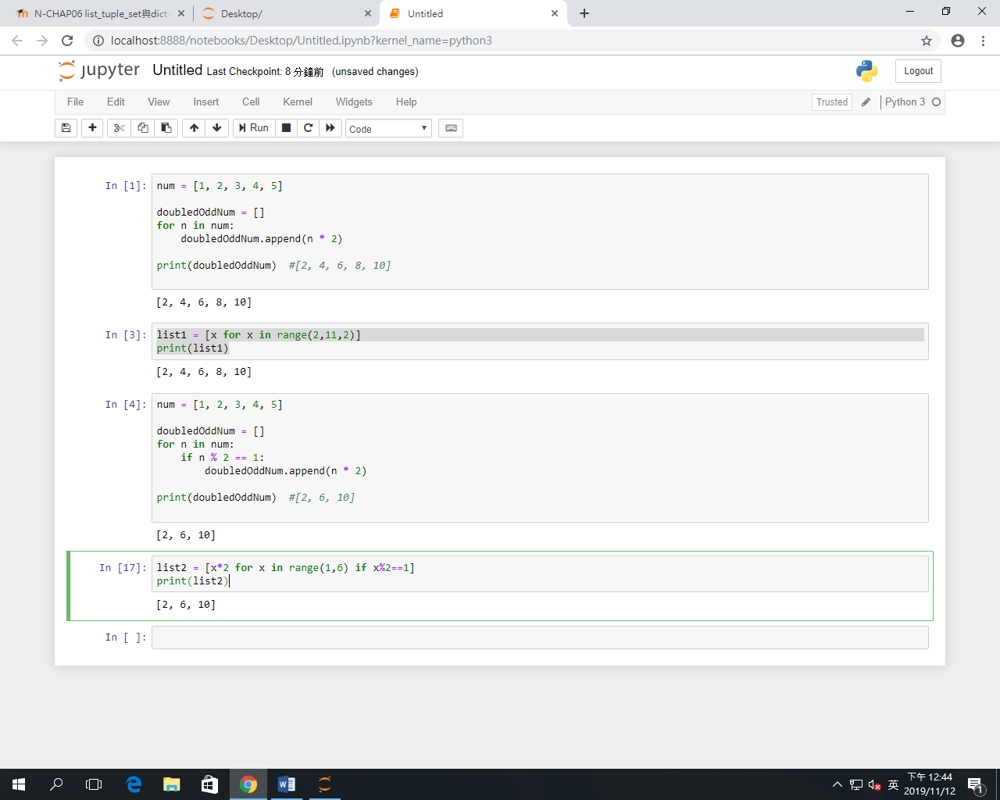 N-CHAP06 list_tuple_set與dict
Desktop/
Untitled
localhost:8888/notebooks/Desktop/Untitled.ipynb?kernel_name=python3
jupyter Untitled Last Checkpoint: 8 分鐘前 (unsaved changes)
Logout
File Edit View Insert Cell Kernel Widgets Help
Trusted Python 3
Run Code
In [1]: num = [1, 2, 3, 4, 5]
doubledOddNum = []
for n in num:
doubledOddNum.append(n * 2)
print(doubledOddNum) #[2, 4, 6, 8, 10]
[2, 4, 6, 8, 10]
In [3]: list1 = [x for x in range(2,11,2)]
print(list1)
[2, 4, 6, 8, 10]
In [4]: num = [1, 2, 3, 4, 5]
doubledOddNum = []
for n in num:
if n % 2 == 1:
doubledOddNum.append(n * 2)
print(doubledOddNum) #[2, 6, 10]
[2, 6, 10]
In [17]: list2 = [x*2 for x in range(1,6) if x%2==1]
print(list2)
[2, 6, 10]
In [ ]:
英
下午 12:44
2019/11/12
1